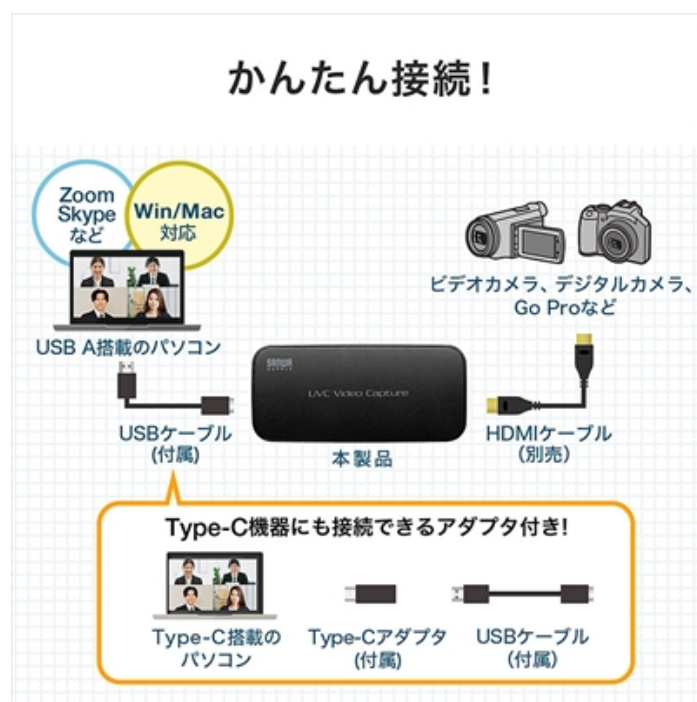 かんたん接続!
Zoom
Skype
など
Win/Mac
対応
USB A搭載のパソコン
ビデオカメラ、デジタルカメラ、
Go Proなど
USBケーブル
(付属)
SANWA
SUPPLY
UVC Video Capture
本製品
HDMIケーブル
(別売)
Type-C機器にも接続できるアダプタ付き!
Type-C搭載の
パソコン
Type-Cアダプタ
(付属)
USBケーブル
(付属)